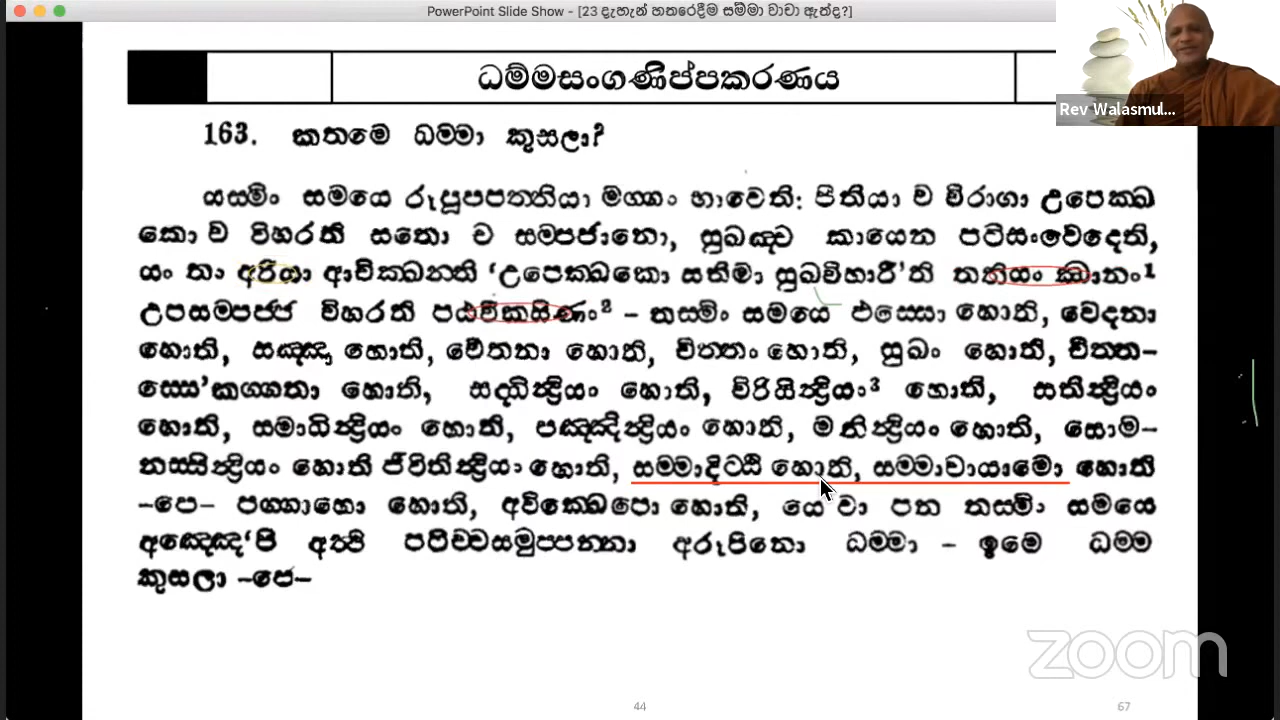 PowerPoint Slide Show - [23 දැහැන් හතරෙදීම සම්මා වාචා ඇත්ද?]
Rev Walasmul...
ධම්මසංගණිප්පකරණය
163. කතමෙ ධම්මා කුසලා?
යස්මිං සමයෙ රූපූපපත්තියා මග්ගං භාවෙති: පීතියා ච විරාගා උපෙක්ඛ
කො ච විහරති සතො ච සම්පජානො, සුඛඤ්ච කායෙන පටිසංවෙදෙති,
යං තං අරියා ආචික්ඛන්ති 'උපෙක්ඛකො සතිමා සුඛවිහාරී'ති තතියං ඣානං1
උපසම්පජ්ජ විහරති පඨවිකසිණං2 – තස්මිං සමයෙ ඵස්සො හොති, වෙදනා
හොති, සඤ්ඤා හොති, චෙතනා හොති, චිත්තං හොති, සුඛං හොති, චිත්ත–
ස්සෙ'කග්ගතා හොති, සද්ධින්ද්‍රියං හොති, විරියින්ද්‍රියං3 හොති, සතින්ද්‍රියං
හොති, සමාධින්ද්‍රියං හොති, පඤ්ඤින්ද්‍රියං හොති, මනින්ද්‍රියං හොති, සොම–
නස්සින්ද්‍රියං හොති ජීවිතින්ද්‍රියං හොති, සම්මාදිට්ඨි හොති, සම්මාවායාමො හොති
–පෙ– පග්ගාහො හොති, අවික්ඛෙපො හොති, යෙ වා පන තස්මිං සමයෙ
අඤ්ඤෙ'පි අත්ථි පටිච්චසමුප්පන්නා අරූපිනො ධම්මා – ඉමෙ ධම්ම
කුසලා –පෙ–
zoom
44 67